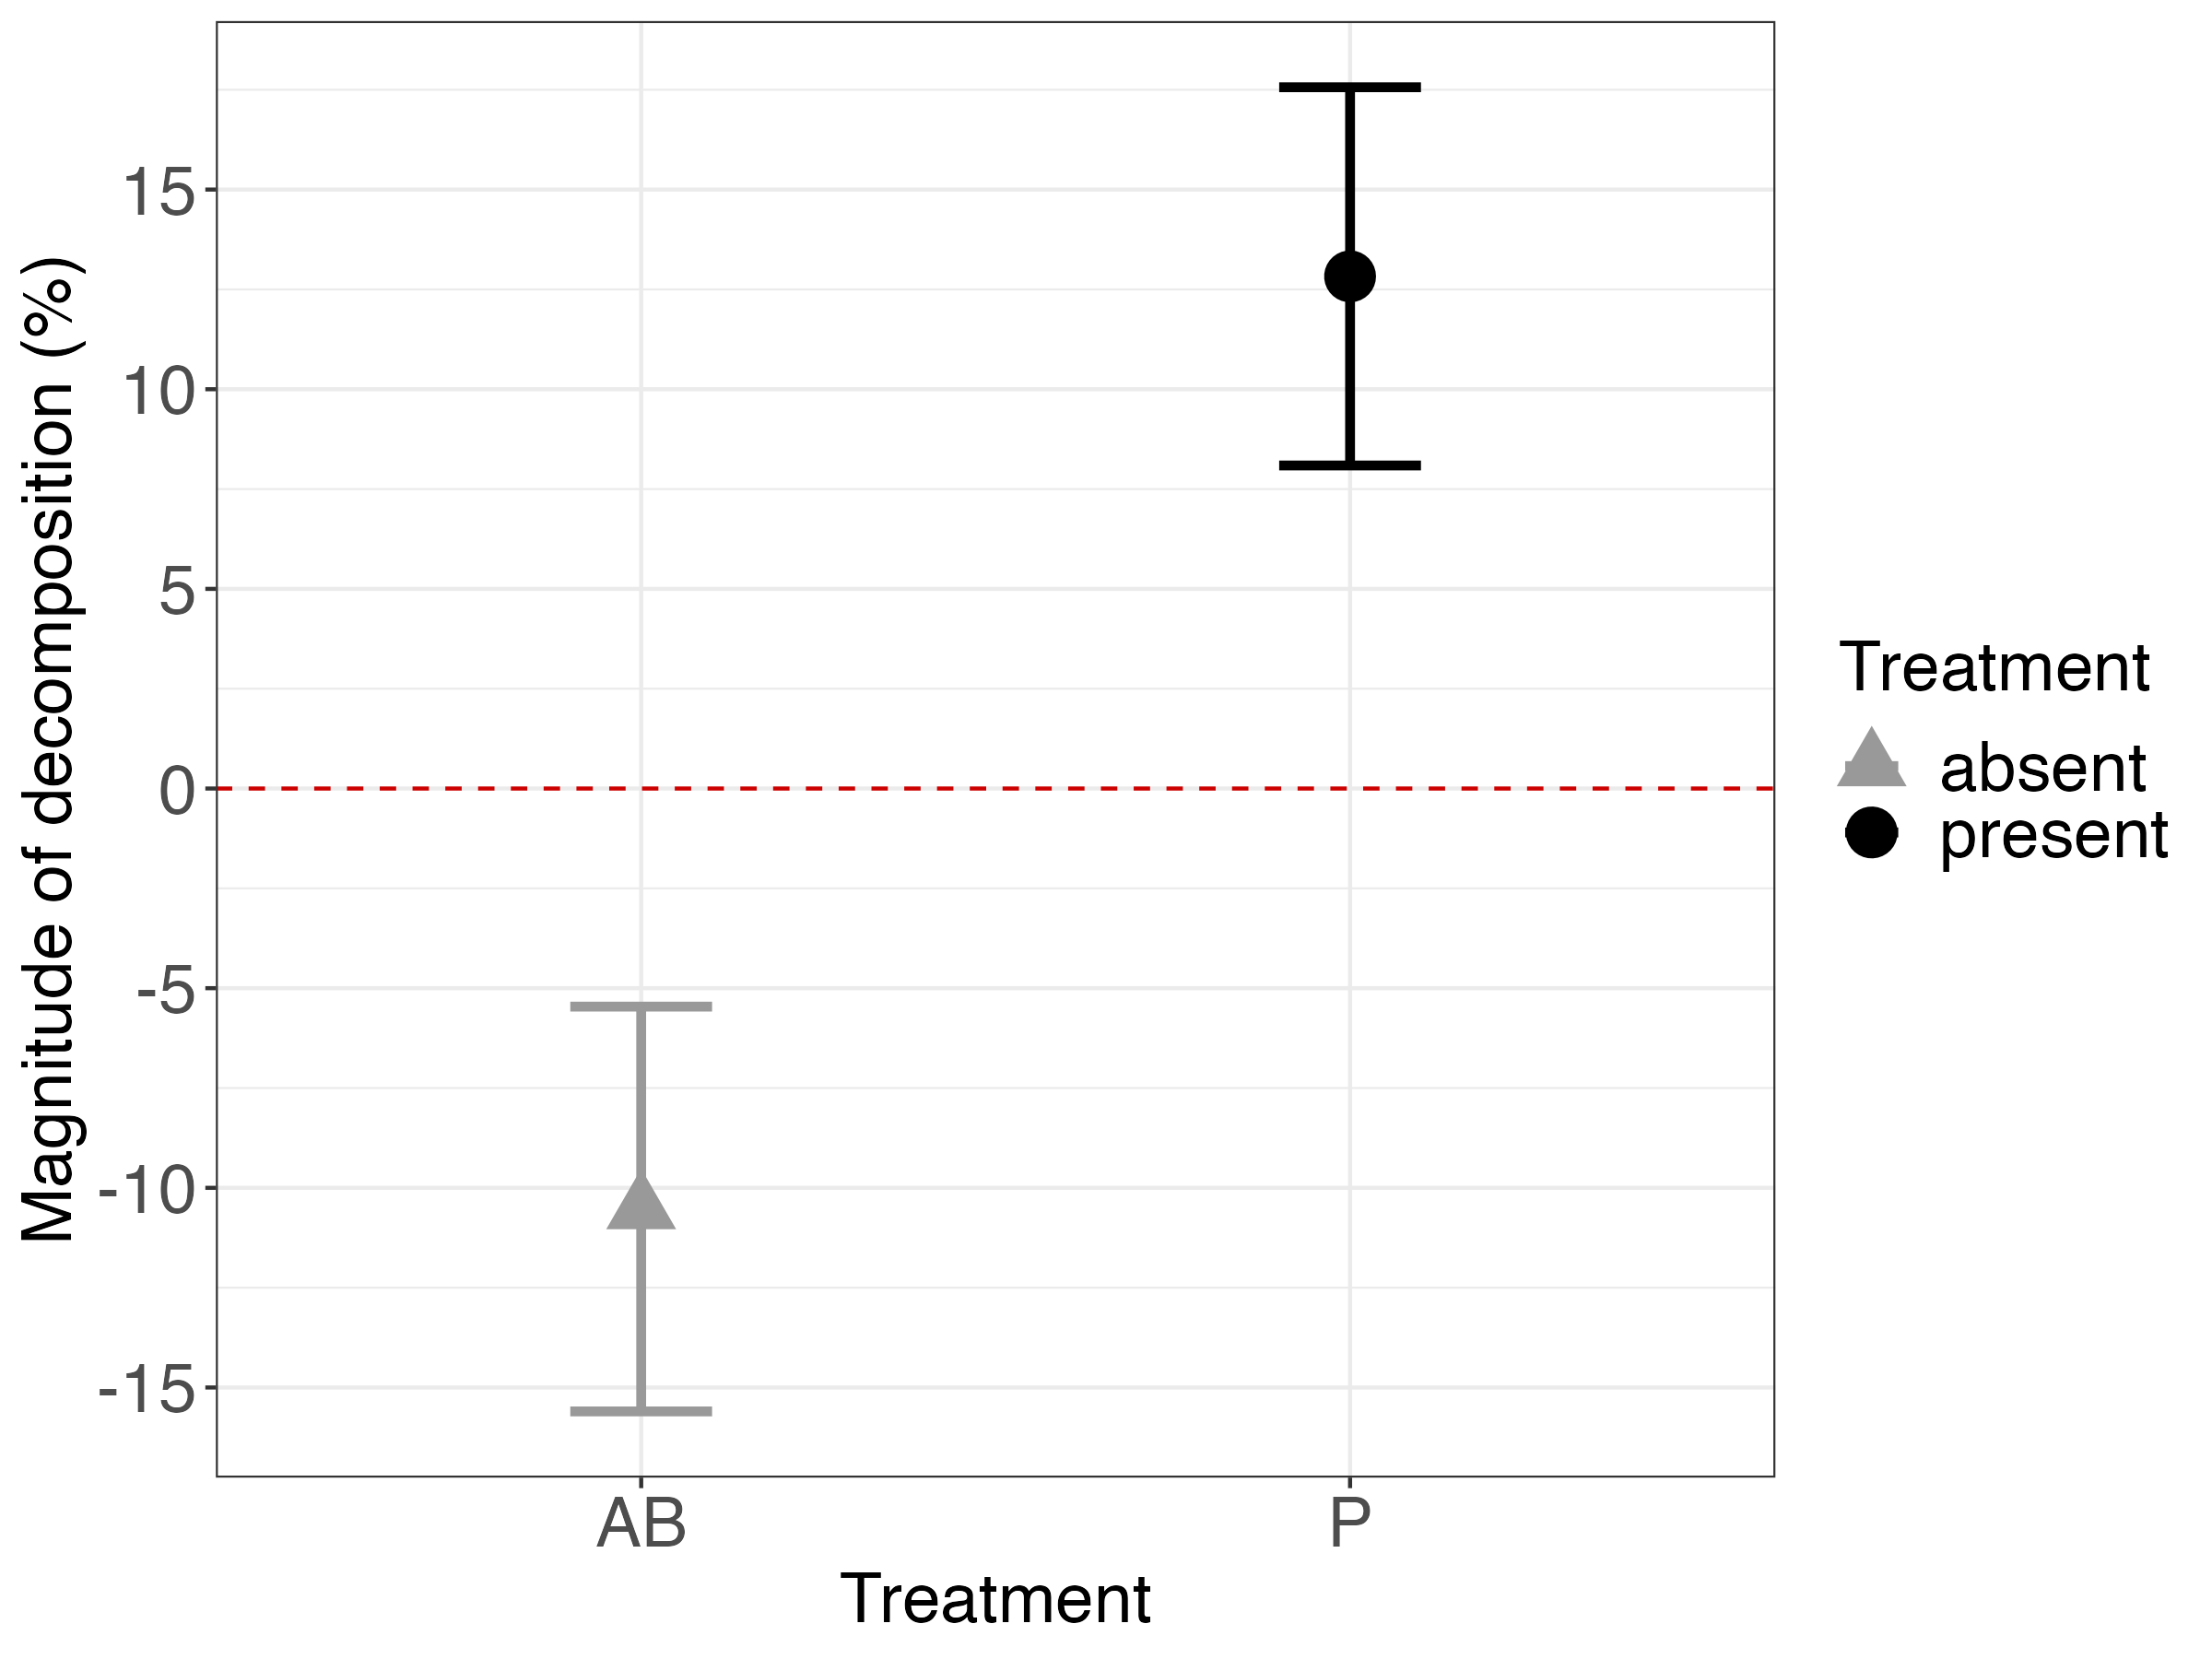 Magnitude of decomposition (%)
15
10
5
0
-5
-10
-15
AB
P
Treatment
Treatment
absent
present